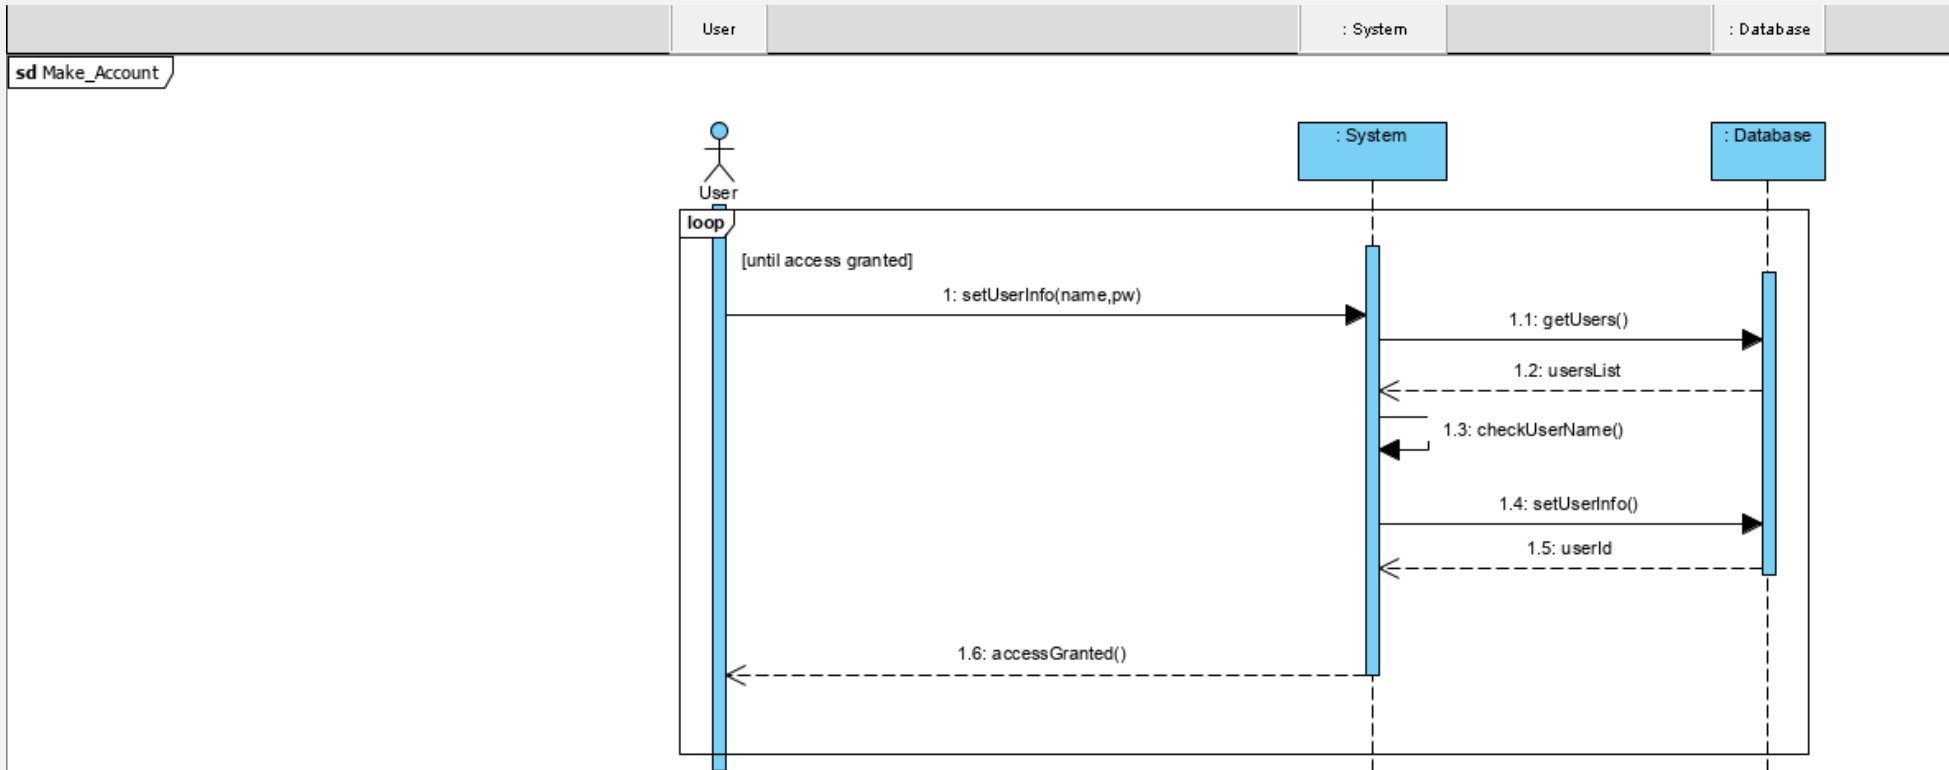 User : System : Database
sd Make_Account
: System : Database
User
loop
[until access granted]
1: setUserInfo(name,pw)
1.1: getUsers()
1.2: usersList
1.3: checkUserName()
1.4: setUserInfo()
1.5: userId
1.6: accessGranted()